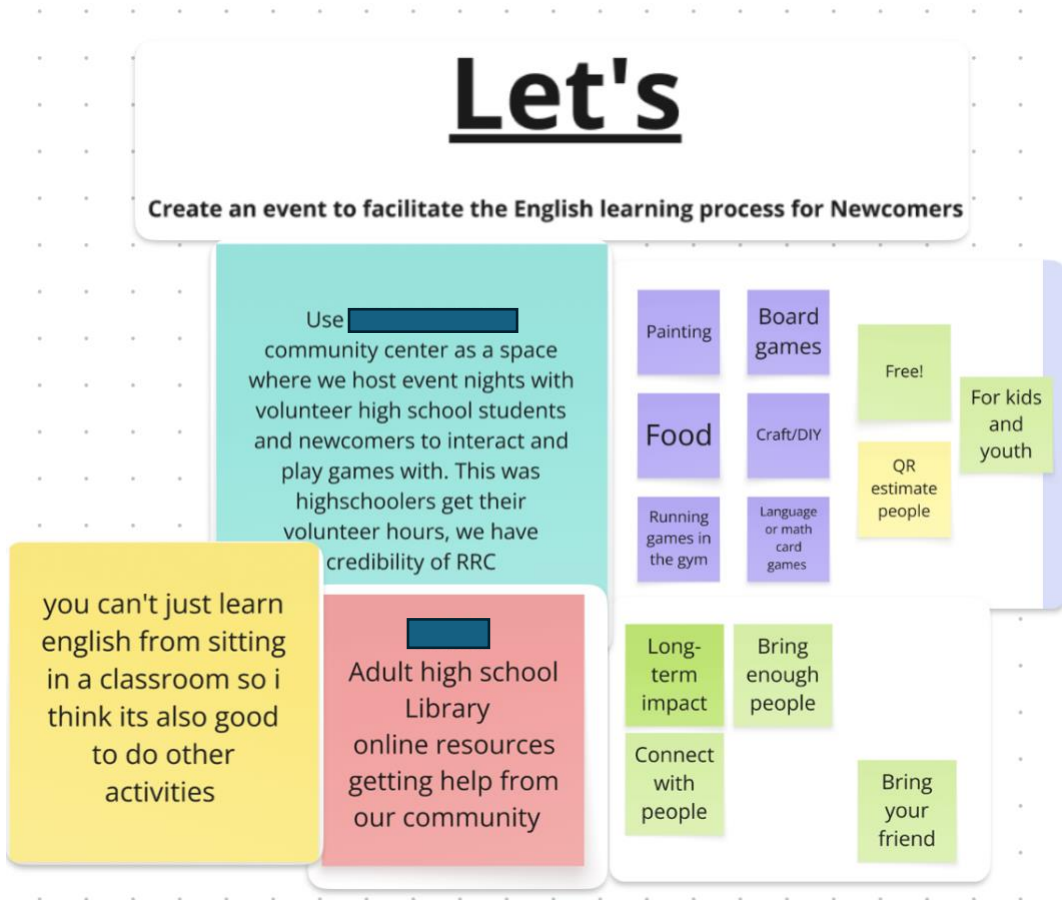 Let's
Create an event to facilitate the English learning process for Newcomers
Use
community center as a space
where we host event nights with
volunteer high school students
and newcomers to interact and
play games with. This was
highschoolers get their
volunteer hours, we have
credibility of RRC
Painting
Board
games
Food
Craft/DIY
Running
games in
the gym
Language
or math
card
games
Free!
For kids
and
youth
QR
estimate
people
you can't just learn
english from sitting
in a classroom so i
think its also good
to do other
activities
Adult high school
Library
online resources
getting help from
our community
Long-
term
impact
Bring
enough
people
Connect
with
people
Bring
your
friend